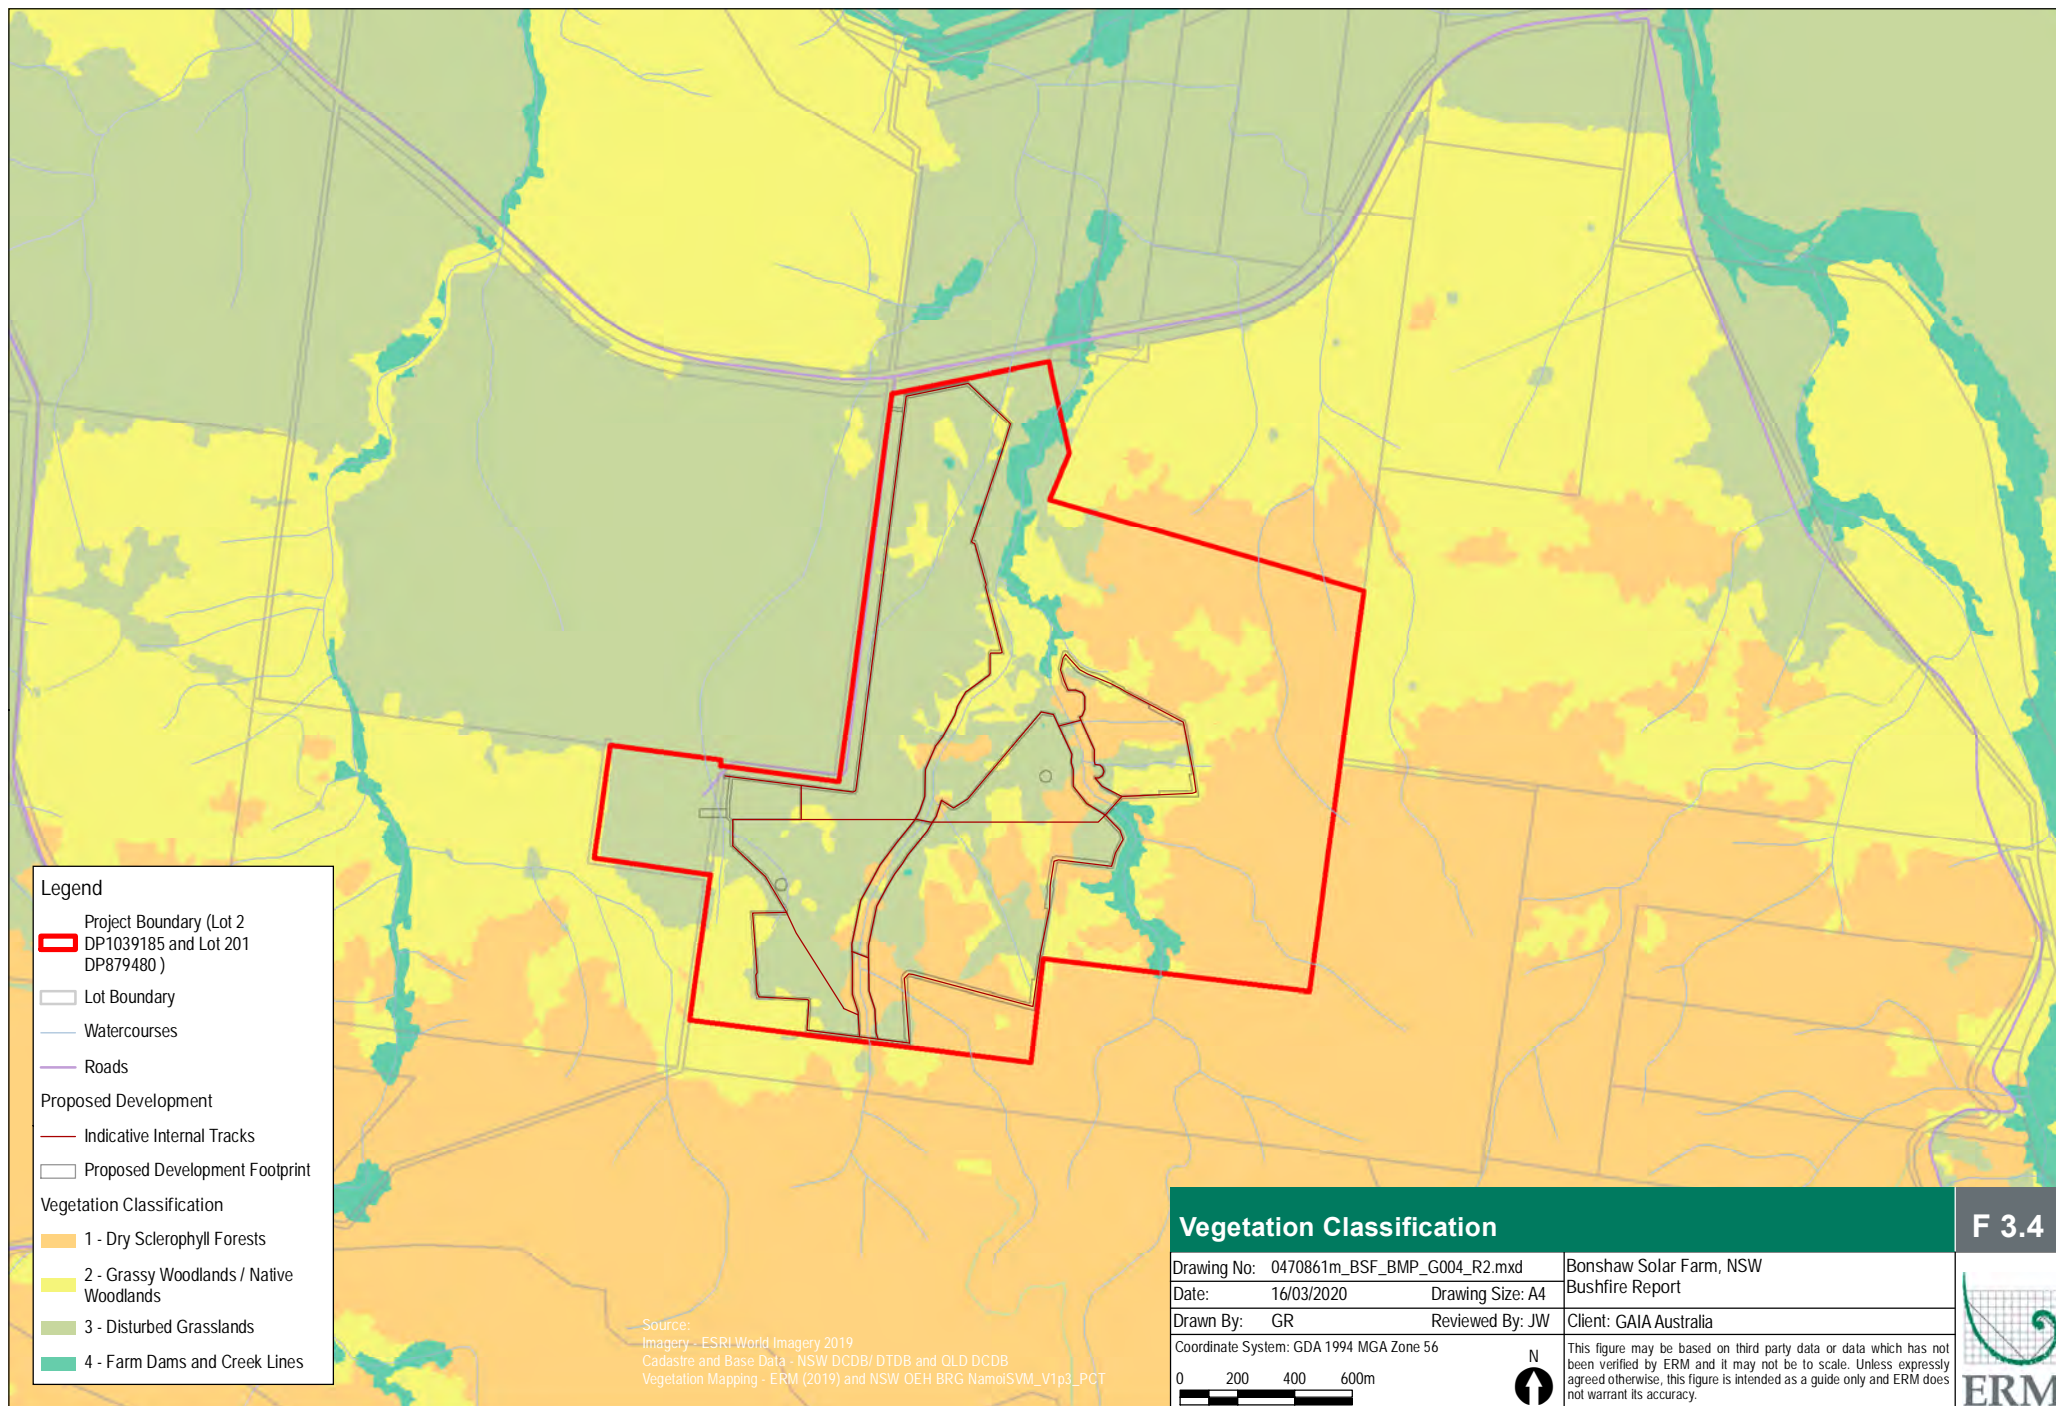 Legend
Project Boundary (Lot 2
DP1039185 and Lot 201
DP879480 )
Lot Boundary
Watercourses
Roads
Proposed Development
Indicative Internal Tracks
Proposed Development Footprint
Vegetation Classification
1 - Dry Sclerophyll Forests
2 - Grassy Woodlands / Native
Woodlands
3 - Disturbed Grasslands
4 - Farm Dams and Creek Lines
Source:
Imagery - ESRI World Imagery 2019
Cadastre and Base Data - NSW DCDB/ DTDB and QLD DCDB
Vegetation Mapping - ERM (2019) and NSW OEH BRG NamoiSVM_V1p3_PCT
Vegetation Classification
F 3.4
Drawing No: 0470861m_BSF_BMP_G004_R2.mxd
Date: 16/03/2020 Drawing Size: A4
Drawn By: GR Reviewed By: JW
Bonshaw Solar Farm, NSW
Bushfire Report
Client: GAIA Australia
Coordinate System: GDA 1994 MGA Zone 56
N
0 200 400 600m
This figure may be based on third party data or data which has not
been verified by ERM and it may not be to scale. Unless expressly
agreed otherwise, this figure is intended as a guide only and ERM does
not warrant its accuracy.
ERM